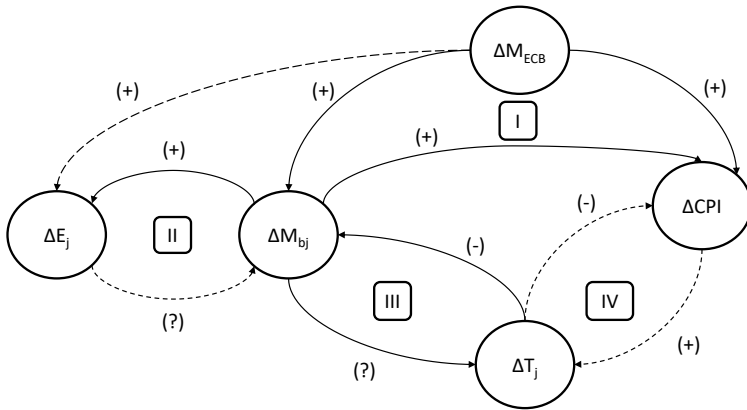 ΔM_ECB
(+)
(+)
(+)
I
(+)
(+)
(-)
ΔCPI
ΔE_j
II
ΔM_bj
(-)
III
IV
(?)
(+)
(?)
ΔT_j